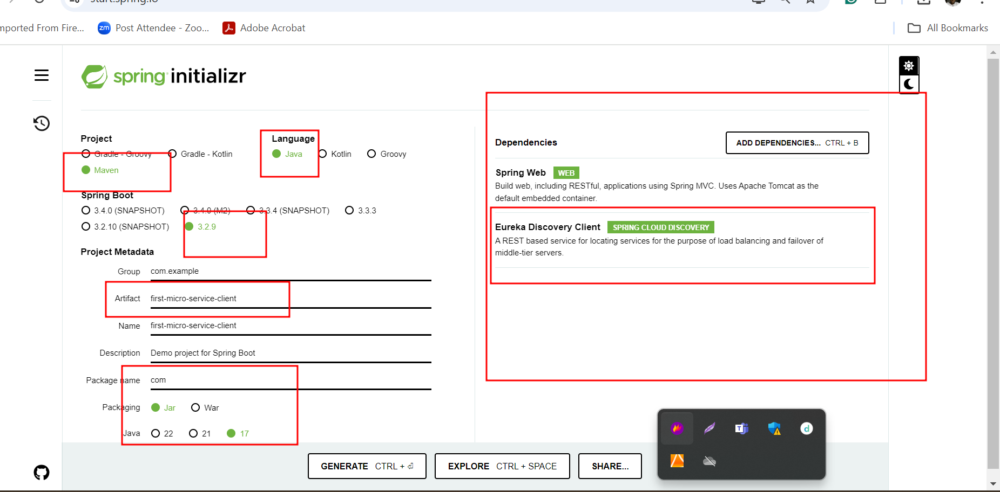 start.spring.io
mported From Fire...
Post Attendee - Zoo...
Adobe Acrobat
All Bookmarks
spring initializr
Project
Gradle - Groovy
Gradle - Kotlin
Maven
Language
Java
Kotlin
Groovy
Spring Boot
3.4.0 (SNAPSHOT)
3.4.0 (M2)
3.3.4 (SNAPSHOT)
3.3.3
3.2.10 (SNAPSHOT)
3.2.9
Project Metadata
Group com.example
Artifact first-micro-service-client
Name first-micro-service-client
Description Demo project for Spring Boot
Package name com
Packaging Jar War
Java 22 21 17
Dependencies
ADD DEPENDENCIES... CTRL + B
Spring Web WEB
Build web, including RESTful, applications using Spring MVC. Uses Apache Tomcat as the
default embedded container.
Eureka Discovery Client SPRING CLOUD DISCOVERY
A REST based service for locating services for the purpose of load balancing and failover of
middle-tier servers.
GENERATE CTRL + ⏎
EXPLORE CTRL + SPACE
SHARE...